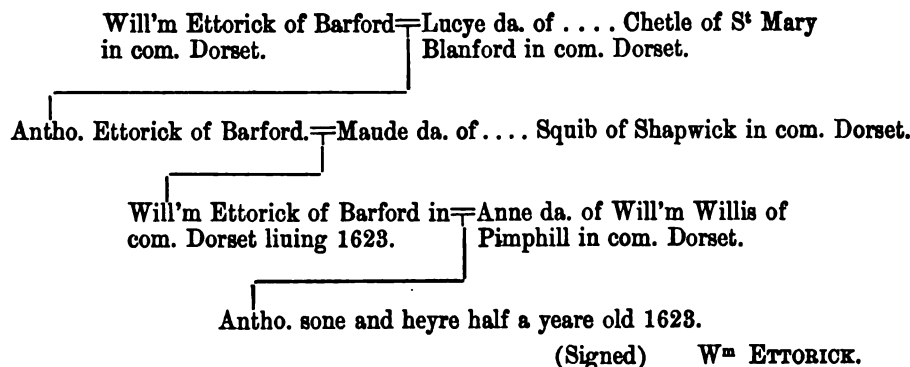 Will'm Ettorick of Barford = Lucye da. of .... Chetle of Sᵗ Mary
in com. Dorset. Blanford in com. Dorset.
Antho. Ettorick of Barford. = Maude da. of .... Squib of Shapwick in com. Dorset.
Will'm Ettorick of Barford in = Anne da. of Will'm Willis of
com. Dorset liuing 1623. Pimphill in com. Dorset.
Antho. sone and heyre half a yeare old 1623.
(Signed) Wᵐ ETTORICK.